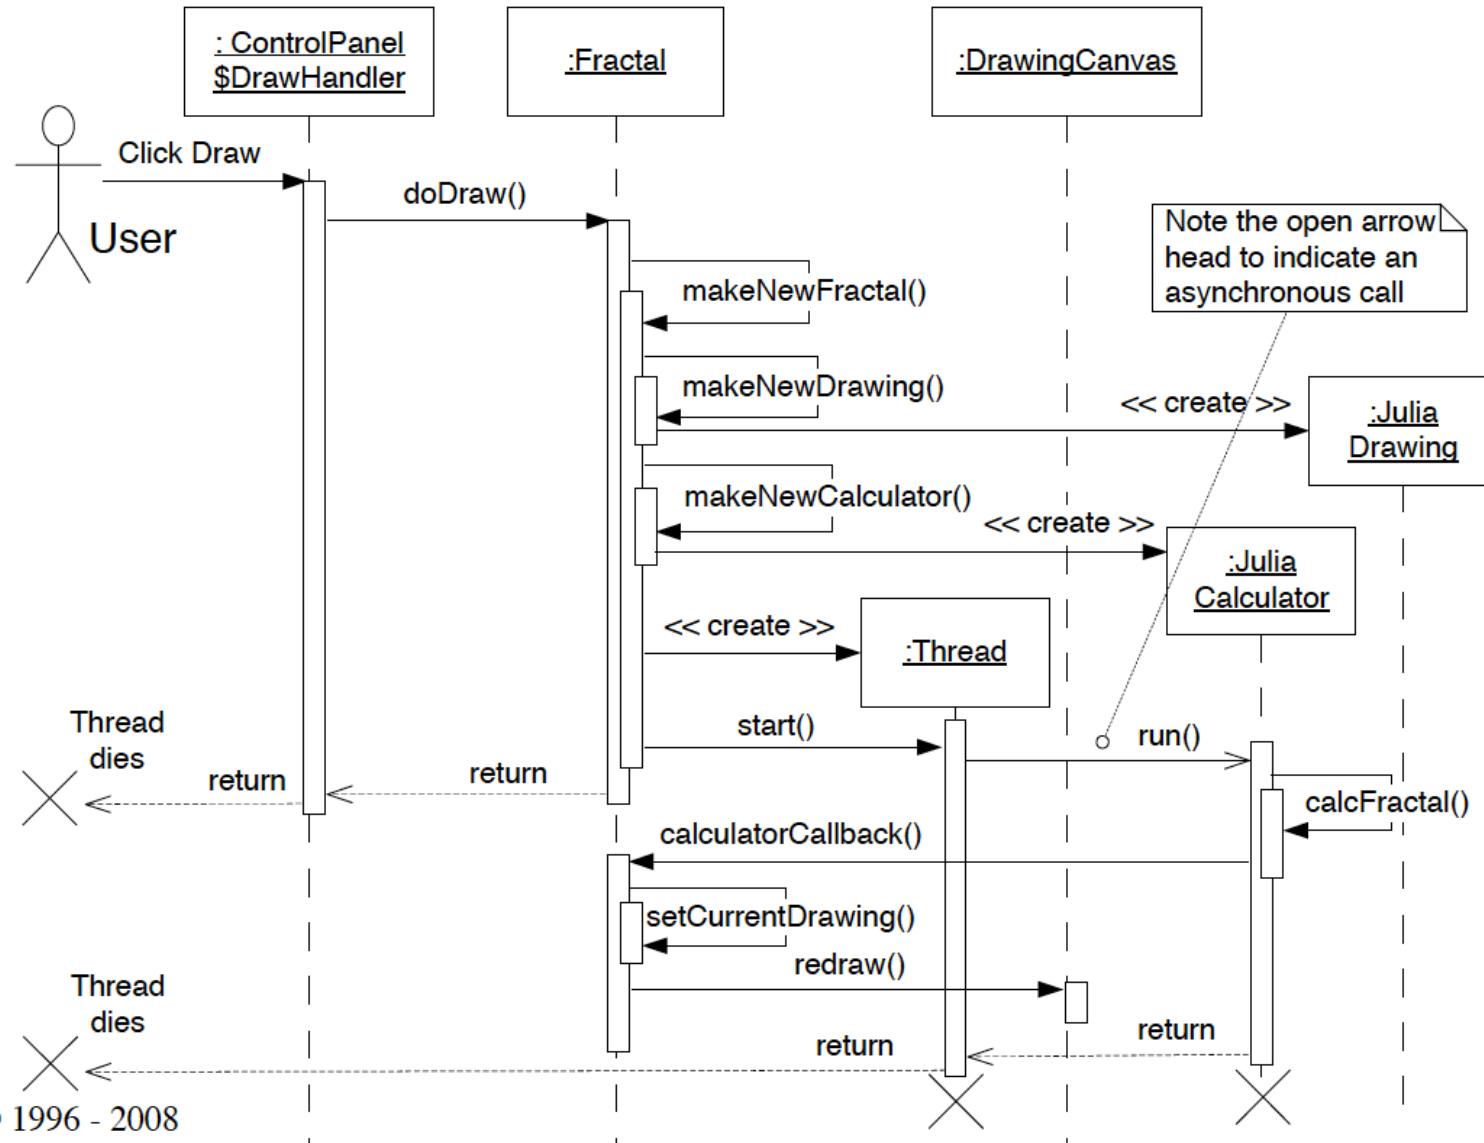 : ControlPanel
$DrawHandler
:Fractal
:DrawingCanvas
Click Draw
User
doDraw()
Note the open arrow
head to indicate an
asynchronous call
makeNewFractal()
makeNewDrawing()
<< create >>
:Julia
Drawing
makeNewCalculator()
<< create >>
:Julia
Calculator
<< create >>
:Thread
Thread
dies
return
return
start()
run()
calcFractal()
calculatorCallback()
setCurrentDrawing()
redraw()
Thread
dies
return
return
1996 - 2008